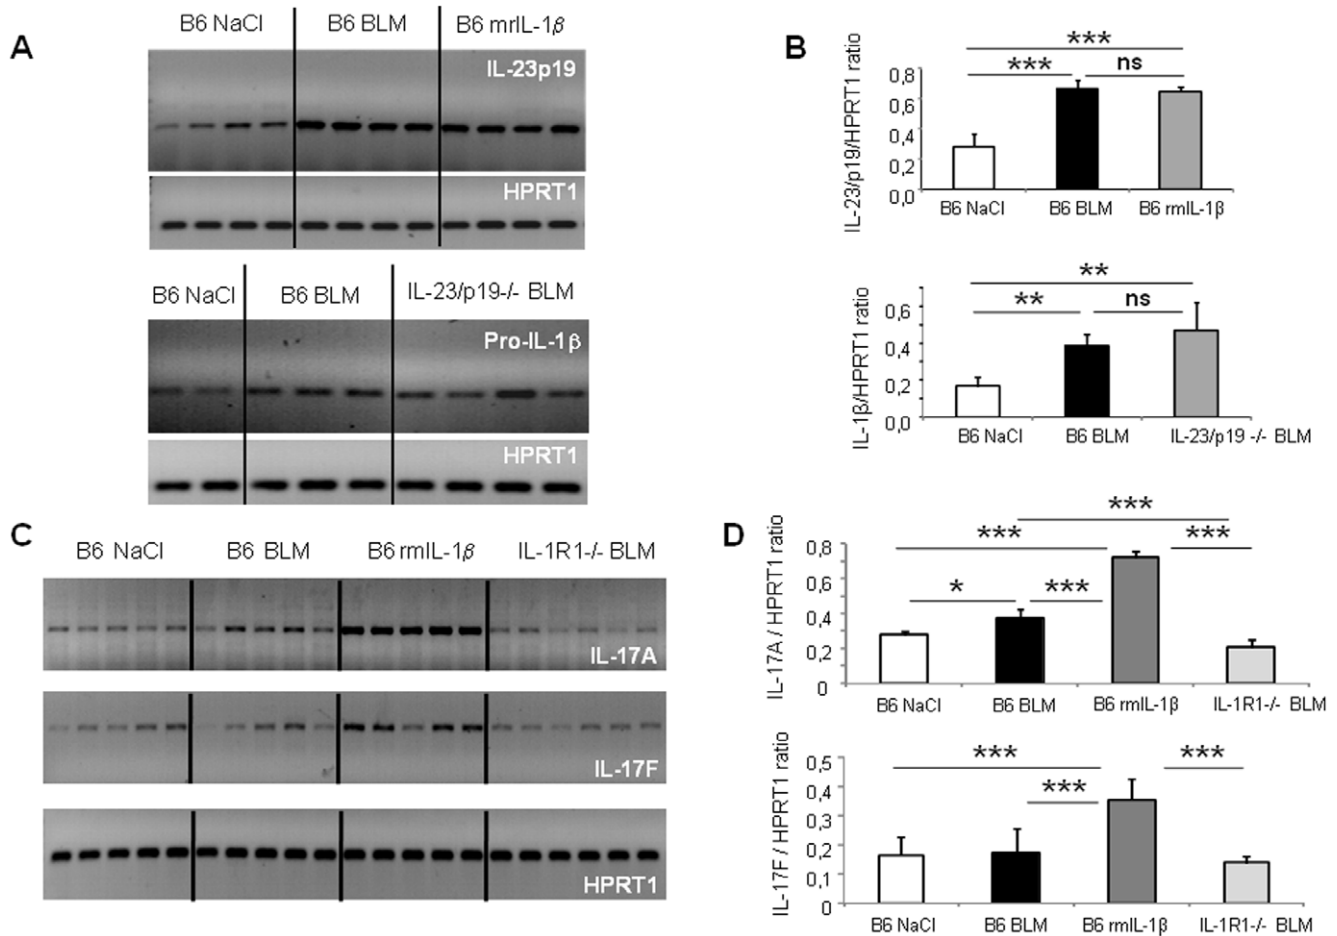 A
B6 NaCl B6 BLM B6 mrIL-1β
IL-23p19
HPRT1
B6 NaCl B6 BLM IL-23/p19-/- BLM
Pro-IL-1β
HPRT1
B
IL-23/p19/HPRT1 ratio
***
*** ns
0,8
0,6
0,4
0,2
0,0
B6 NaCl B6 BLM B6 rmIL-1β
IL-1β/HPRT1 ratio
**
** ns
0,6
0,4
0,2
0,0
B6 NaCl B6 BLM IL-23/p19 -/- BLM
C
B6 NaCl B6 BLM B6 rmIL-1β IL-1R1-/- BLM
IL-17A
IL-17F
HPRT1
D
IL-17A / HPRT1 ratio
***
*** ***
* ***
0,8
0,6
0,4
0,2
0
B6 NaCl B6 BLM B6 rmIL-1β IL-1R1-/- BLM
IL-17F / HPRT1 ratio
*** ***
***
0,5
0,4
0,3
0,2
0,1
0
B6 NaCl B6 BLM B6 rmIL-1β IL-1R1-/- BLM